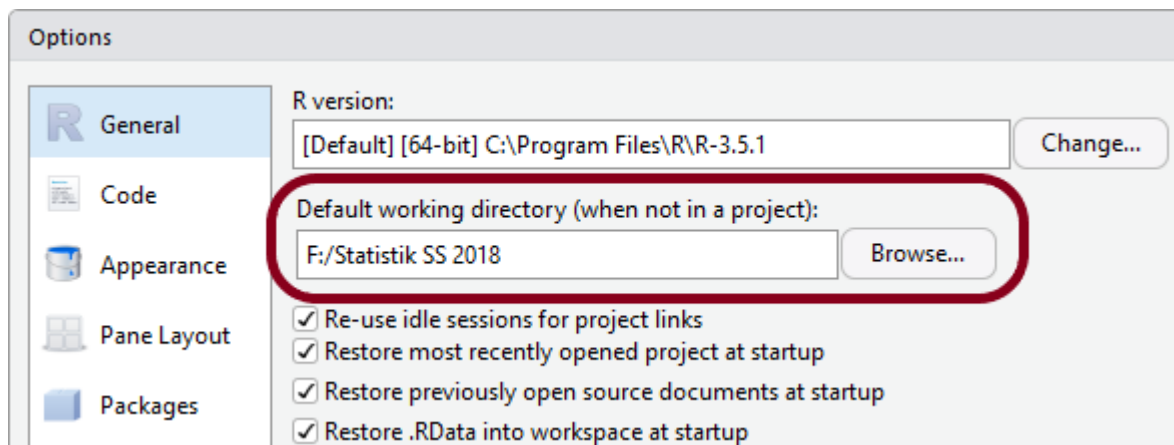 Options
General
Code
Appearance
Pane Layout
Packages
R version:
[Default] [64-bit] C:\Program Files\R\R-3.5.1
Change...
Default working directory (when not in a project):
F:/Statistik SS 2018
Browse...
Re-use idle sessions for project links
Restore most recently opened project at startup
Restore previously open source documents at startup
Restore .RData into workspace at startup